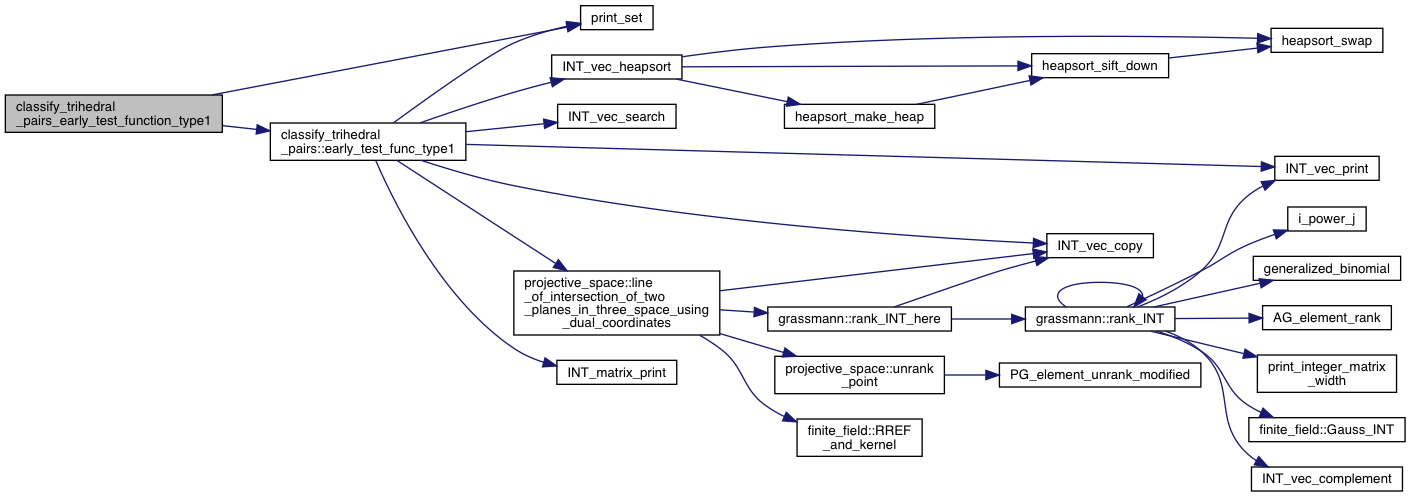 classify_trihedral
_pairs_early_test_function_type1
classify_trihedral
_pairs::early_test_func_type1
print_set
INT_vec_heapsort
INT_vec_search
projective_space::line
_of_intersection_of_two
_planes_in_three_space_using
_dual_coordinates
INT_matrix_print
heapsort_make_heap
grassmann::rank_INT_here
projective_space::unrank
_point
finite_field::RREF
_and_kernel
heapsort_sift_down
INT_vec_copy
grassmann::rank_INT
PG_element_unrank_modified
heapsort_swap
INT_vec_print
i_power_j
generalized_binomial
AG_element_rank
print_integer_matrix
_width
finite_field::Gauss_INT
INT_vec_complement